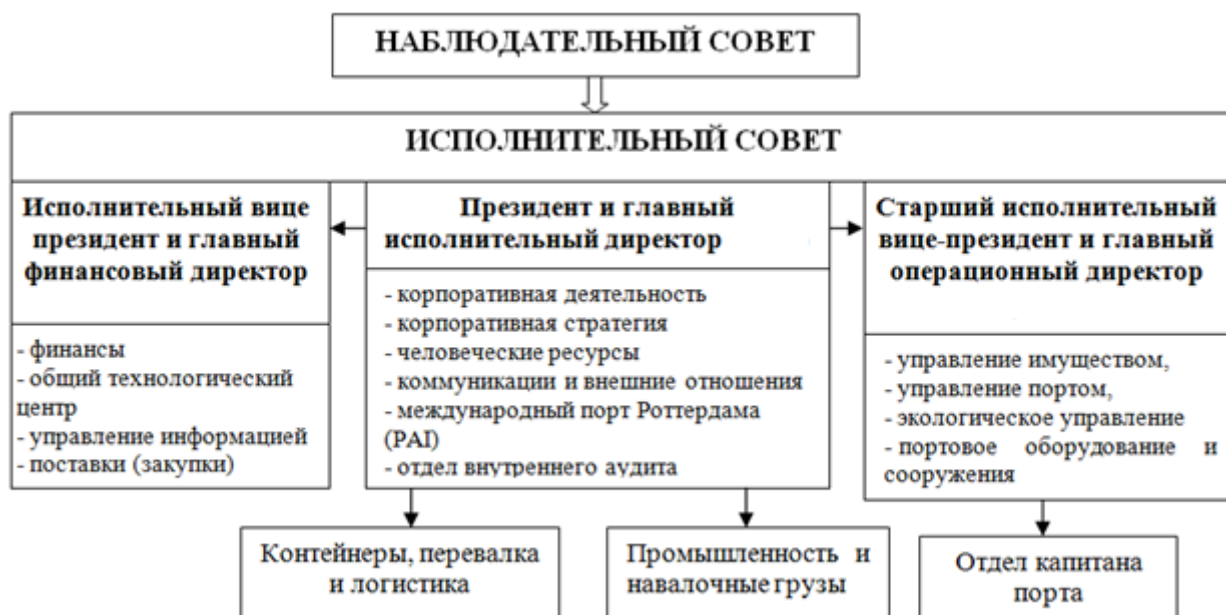 НАБЛЮДАТЕЛЬНЫЙ СОВЕТ
ИСПОЛНИТЕЛЬНЫЙ СОВЕТ
Исполнительный вице
президент и главный
финансовый директор
- финансы
- общий технологический
центр
- управление информацией
- поставки (закупки)
Президент и главный
исполнительный директор
- корпоративная деятельность
- корпоративная стратегия
- человеческие ресурсы
- коммуникации и внешние отношения
- международный порт Роттердама
(PAI)
- отдел внутреннего аудита
Старший исполнительный
вице-президент и главный
операционный директор
- управление имуществом,
- управление портом,
- экологическое управление
- портовое оборудование и
сооружения
Контейнеры, перевалка
и логистика
Промышленность и
навалочные грузы
Отдел капитана
порта